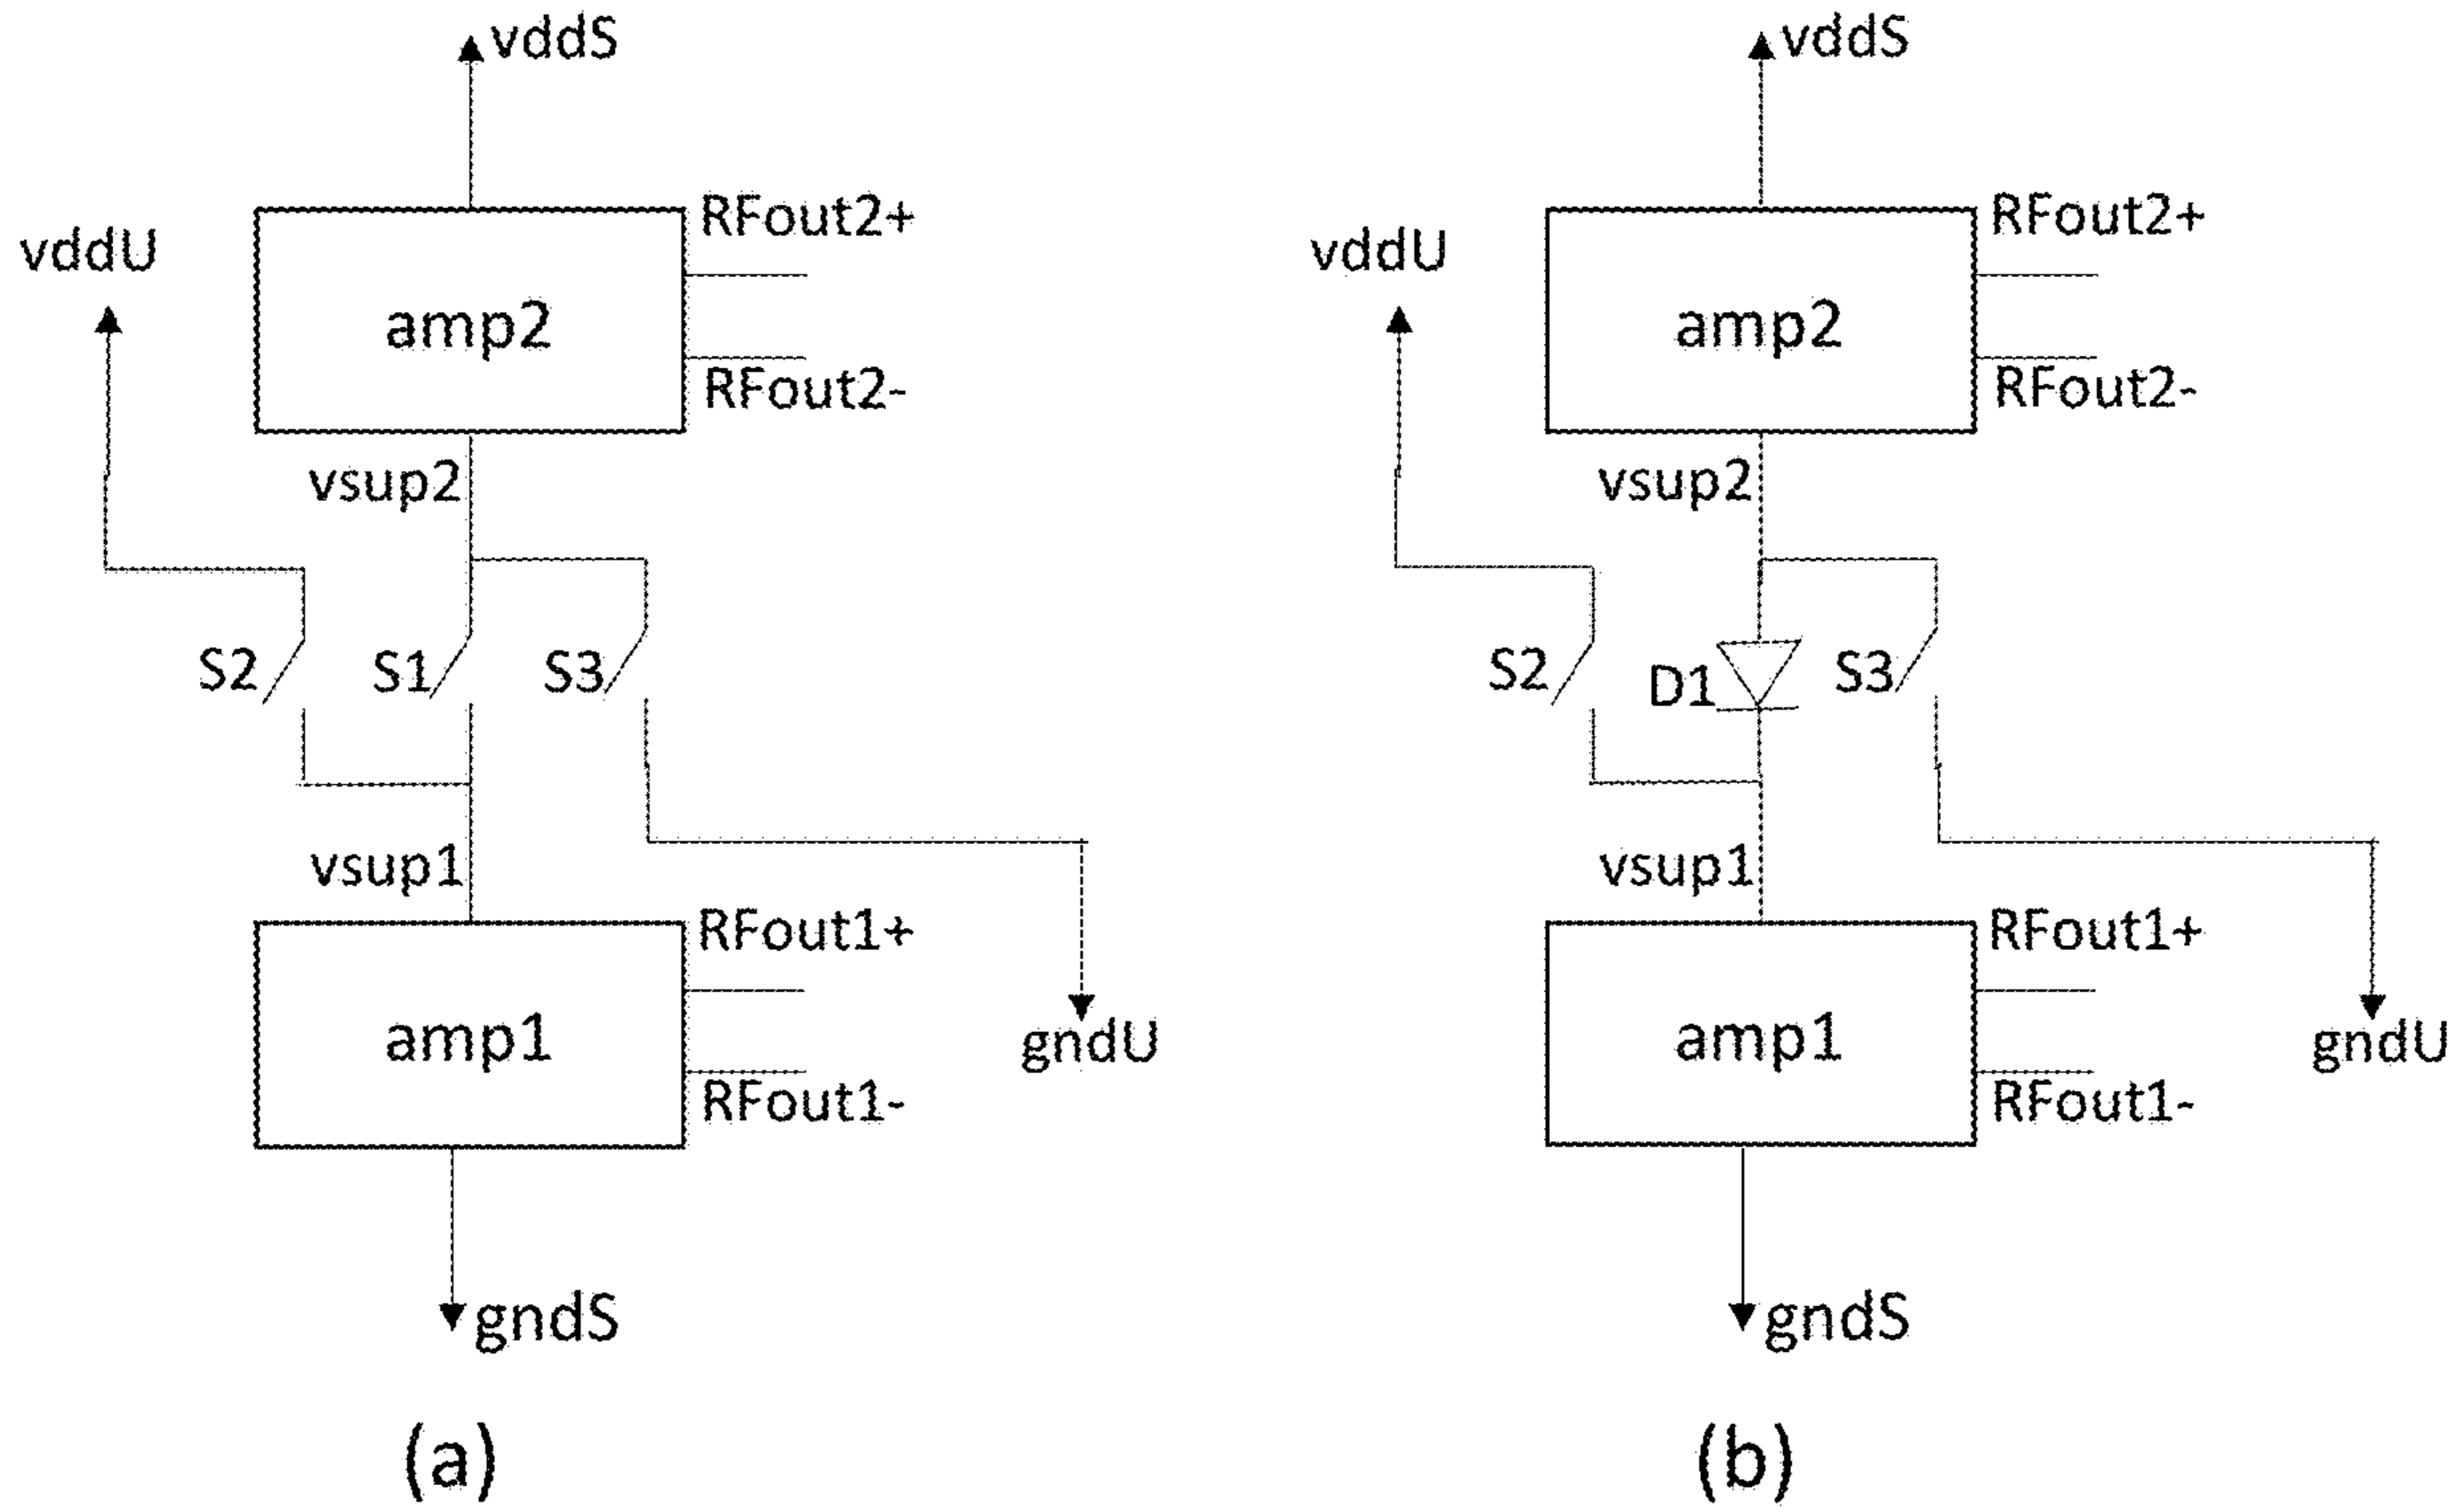 vddS
RFout2+
vddU
amp2
RFout2-
vsup2
S2
S1
S3
vsup1
RFout1+
amp1
gndU
RFout1-
gndS
(a)
vddS
RFout2+
vddU
amp2
RFout2-
vsup2
S2
D1
S3
vsup1
RFout1+
amp1
gndU
RFout1-
gndS
(b)